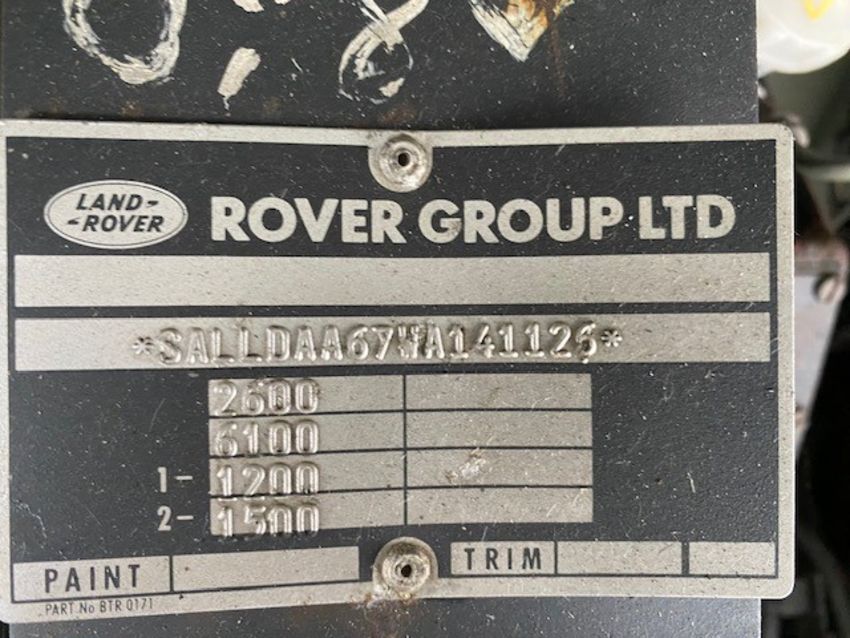 LAND-
-ROVER
ROVER GROUP LTD
*SALLDAA67WA141126*
2600
6100
1- 1200
2- 1500
PAINT TRIM
PART No BTR 0171